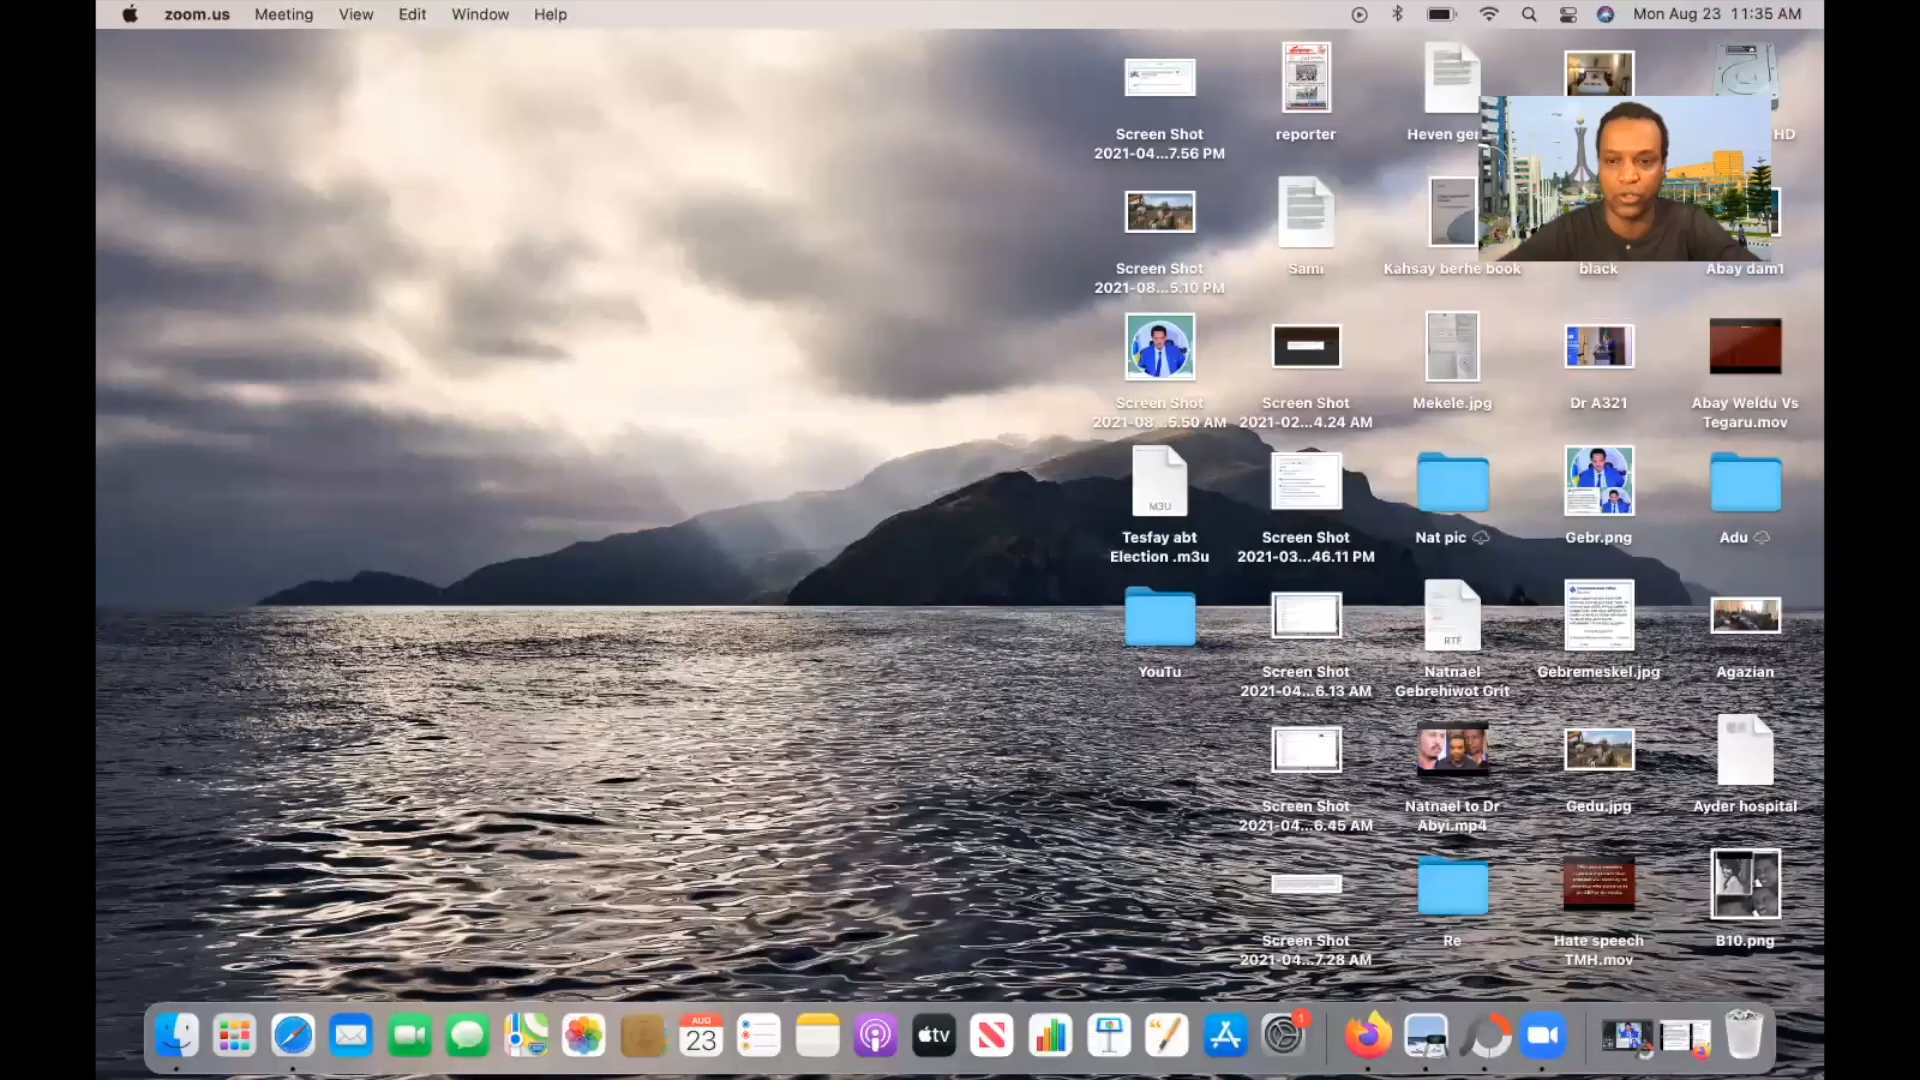 zoom.us Meeting View Edit Window Help Mon Aug 23 11:35 AM
Screen Shot
2021-04...7.56 PM
reporter
Heven
HD
Screen Shot
2021-08...5.10 PM
Sami
Kahsay berhe book
black
Abay dam1
Screen Shot
2021-08...5.50 AM
Screen Shot
2021-02...4.24 AM
Mekele.jpg
Dr A321
Abay Weldu Vs
Tegaru.mov
M3U
Tesfay abt
Election .m3u
Screen Shot
2021-03...46.11 PM
Nat pic
Gebr.png
Adu
YouTu
Screen Shot
2021-04...6.13 AM
RTF
Natnael
Gebrehiwot Grit
Gebremeskel.jpg
Agazian
Screen Shot
2021-04...6.45 AM
Natnael to Dr
Abyi.mp4
Gedu.jpg
Ayder hospital
Screen Shot
2021-04...7.28 AM
Re
Hate speech
TMH.mov
B10.png
AUG
23
tv
1